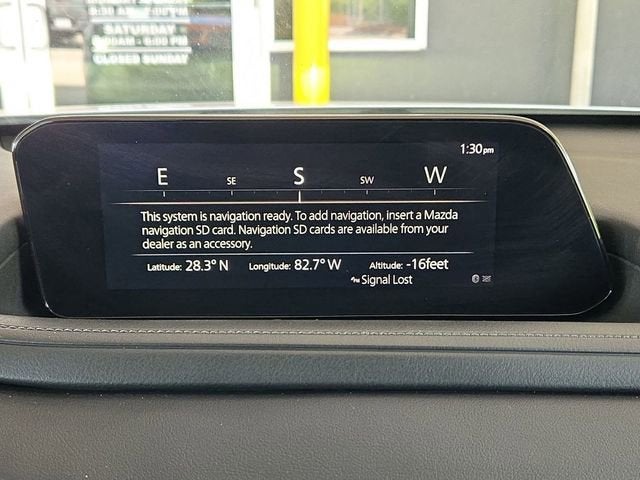 SATURDAY
CLOSED SUNDAY
1:30pm
E SE S SW W
This system is navigation ready. To add navigation, insert a Mazda
navigation SD card. Navigation SD cards are available from your
dealer as an accessory.
Latitude: 28.3° N Longitude: 82.7° W Altitude: -16feet
Signal Lost